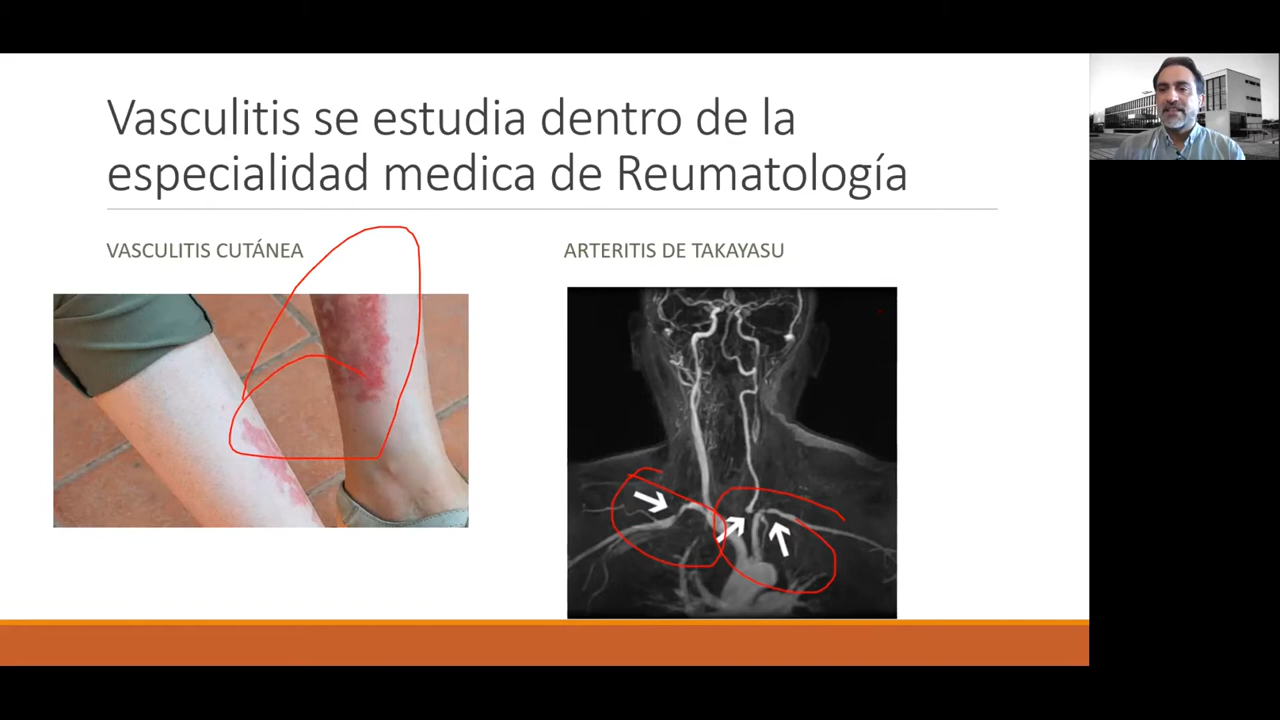 Vasculitis se estudia dentro de la
especialidad medica de Reumatología
VASCULITIS CUTÁNEA
ARTERITIS DE TAKAYASU